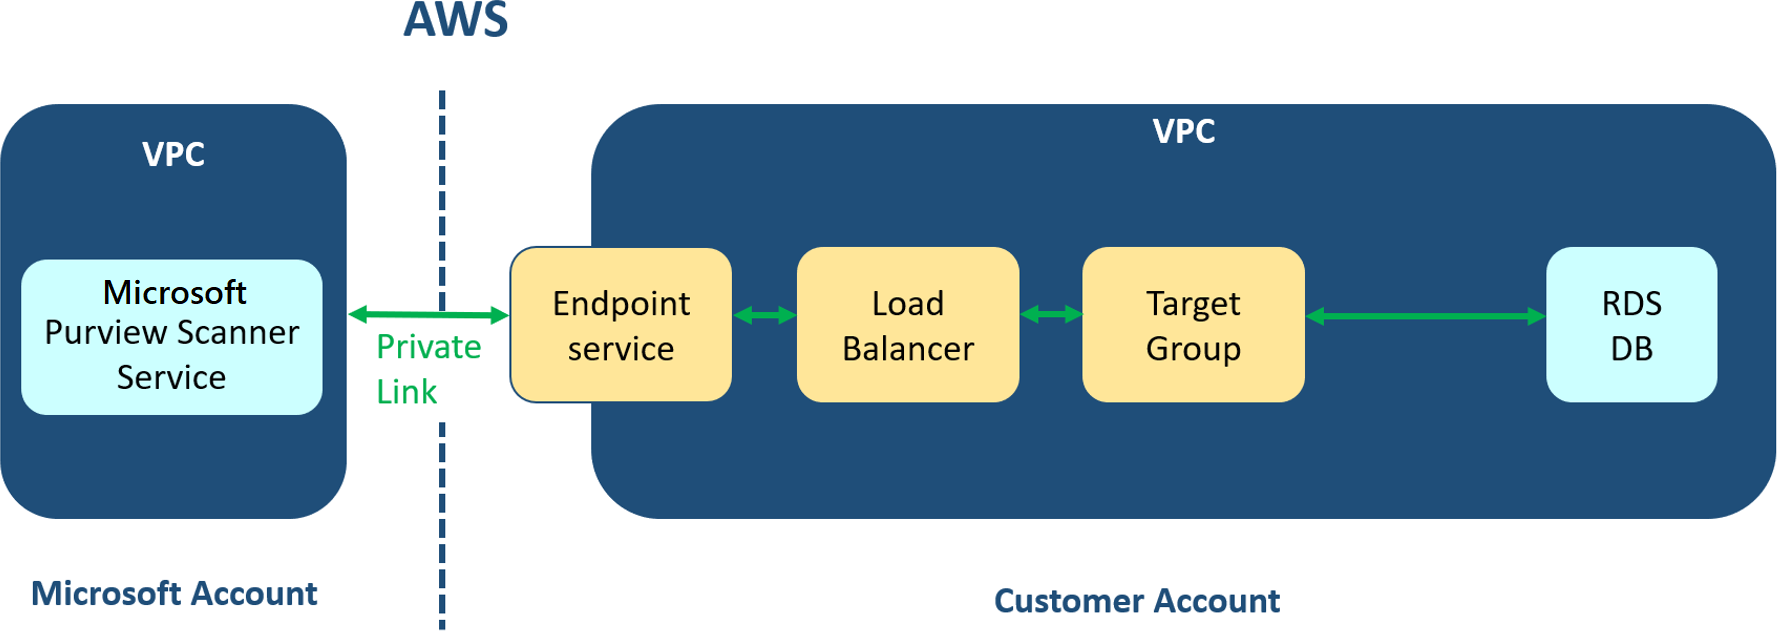 AWS
VPC
Microsoft
Purview Scanner
Service
Microsoft Account
Private
Link
VPC
Endpoint
service
Load
Balancer
Target
Group
RDS
DB
Customer Account